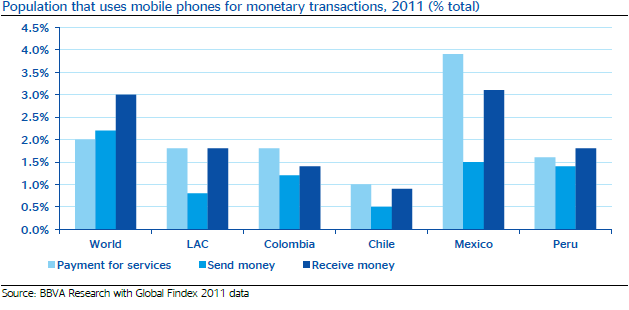 Population that uses mobile phones for monetary transactions, 2011 (% total)
4.5%
4.0%
3.5%
3.0%
2.5%
2.0%
1.5%
1.0%
0.5%
0.0%
World LAC Colombia Chile Mexico Peru
Payment for services Send money Receive money
Source: BBVA Research with Global Findex 2011 data